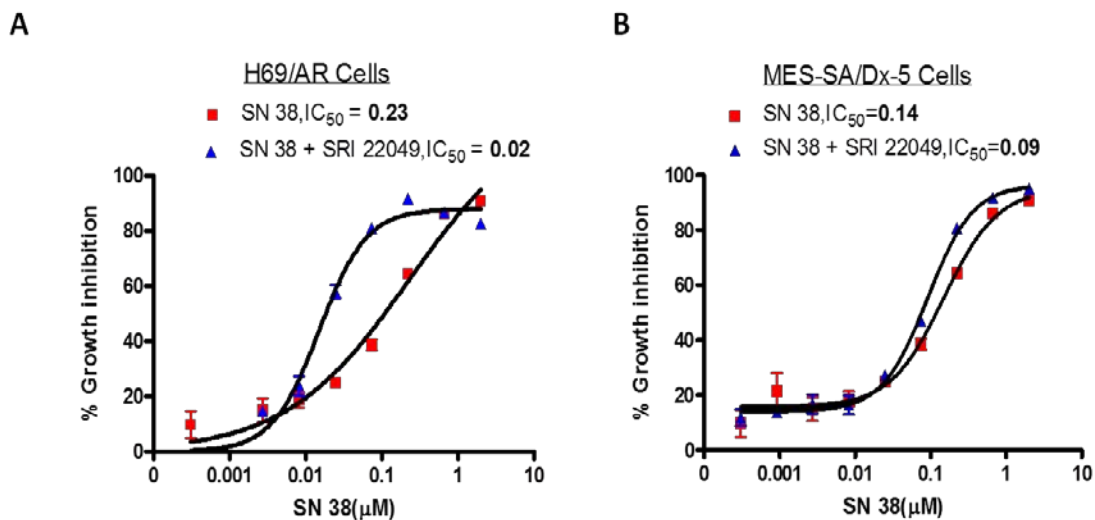 A
H69/AR Cells
SN 38,IC50 = 0.23
SN 38 + SRI 22049,IC50 = 0.02
100
80
60
40
20
0
% Growth inhibition
0 0.001 0.01 0.1 1 10
SN 38(μM)
B
MES-SA/Dx-5 Cells
SN 38,IC50=0.14
SN 38 + SRI 22049,IC50=0.09
100
80
60
40
20
0
% Growth inhibition
0 0.001 0.01 0.1 1 10
SN 38(μM)